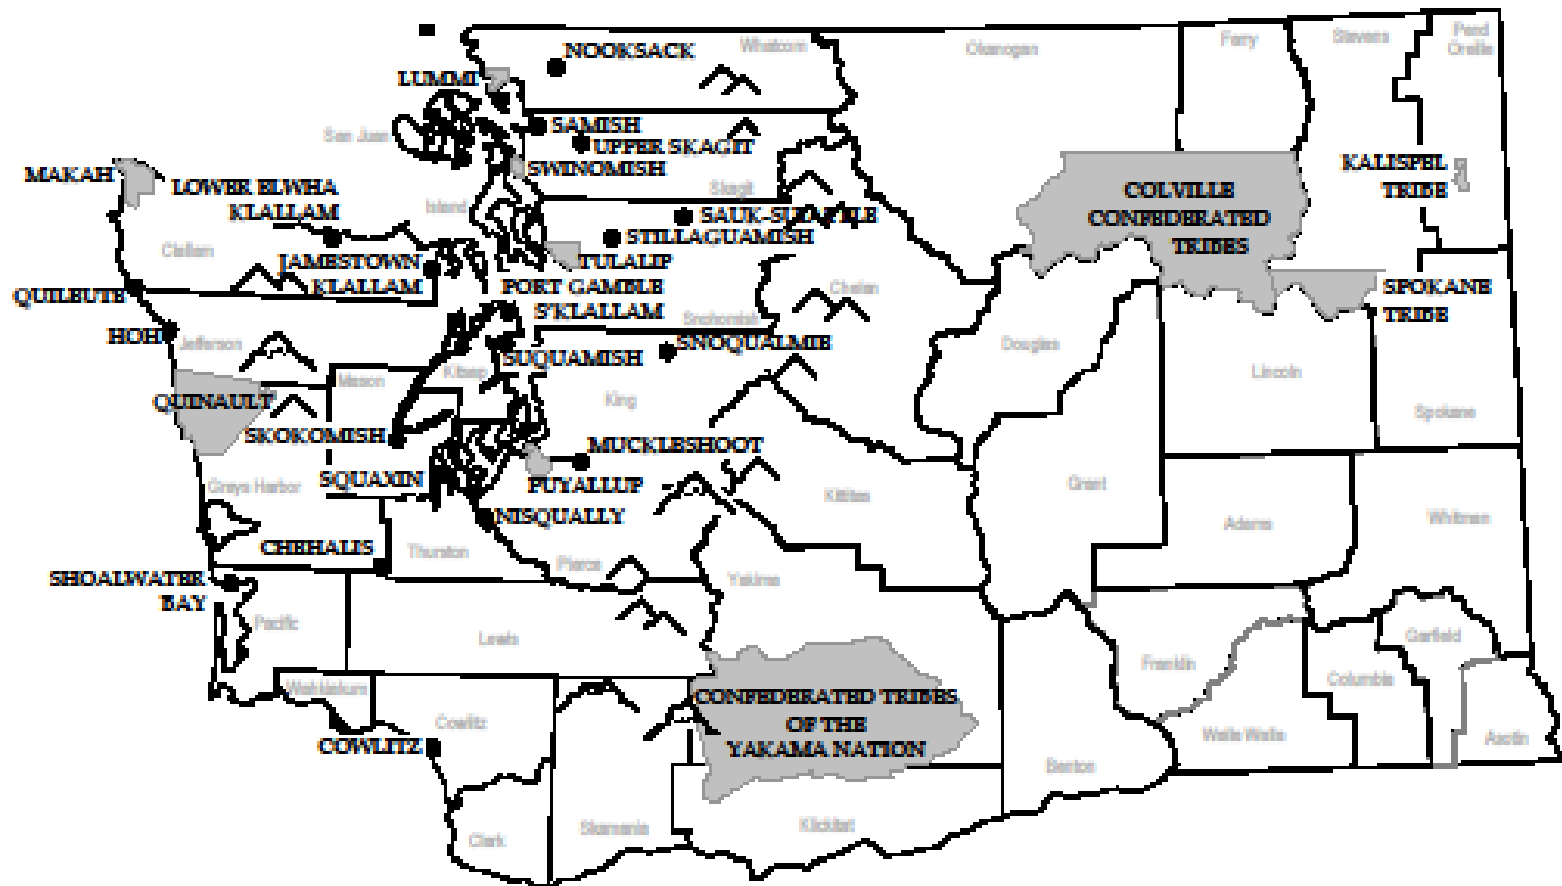 NOOKSACK
Whatcom
Okanogan
Ferry
Stevens
Pend
Oreille
LUMMI
San Juan
SAMISH
UPPER SKAGIT
SWINOMISH
Skagit
MAKAH
LOWER ELWHA
KLALLAM
Island
SAUK-SUIATTLE
STILLAGUAMISH
COLVILLE
CONFEDERATED
TRIBES
KALISPEL
TRIBE
Clallam
JAMESTOWN
KLALLAM
TULALIP
PORT GAMBLE
S'KLALLAM
Chelan
Snohomish
SPOKANE
TRIBE
QUILEUTE
HOH
Jefferson
SUQUAMISH
SNOQUALMIE
Douglas
Lincoln
Mason
Kitsap
King
Spokane
QUINAULT
SKOKOMISH
MUCKLESHOOT
SQUAXIN
PUYALLUP
Grays Harbor
Kittitas
Grant
NISQUALLY
Adams
Whitman
CHEHALIS
Thurston
Pierce
Yakima
SHOALWATER
BAY
Pacific
Lewis
Franklin
Garfield
Columbia
Wahkiakum
CONFEDERATED TRIBES
OF THE
YAKAMA NATION
Cowlitz
COWLITZ
Walla Walla
Asotin
Benton
Clark
Skamania
Klickitat